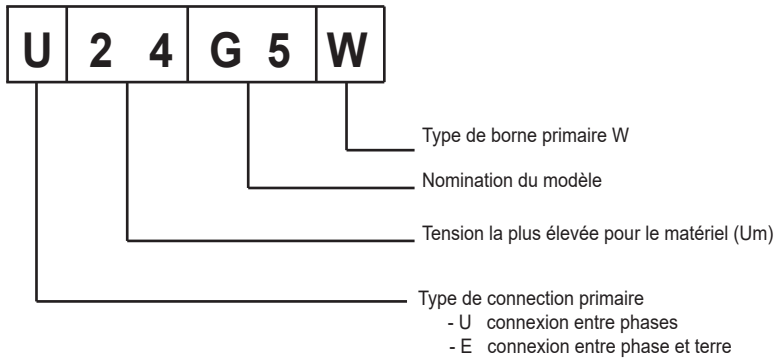 U 2 4 G 5 W
Type de borne primaire W
Nomination du modèle
Tension la plus élevée pour le matériel (Um)
Type de connection primaire
- U connexion entre phases
- E connexion entre phase et terre